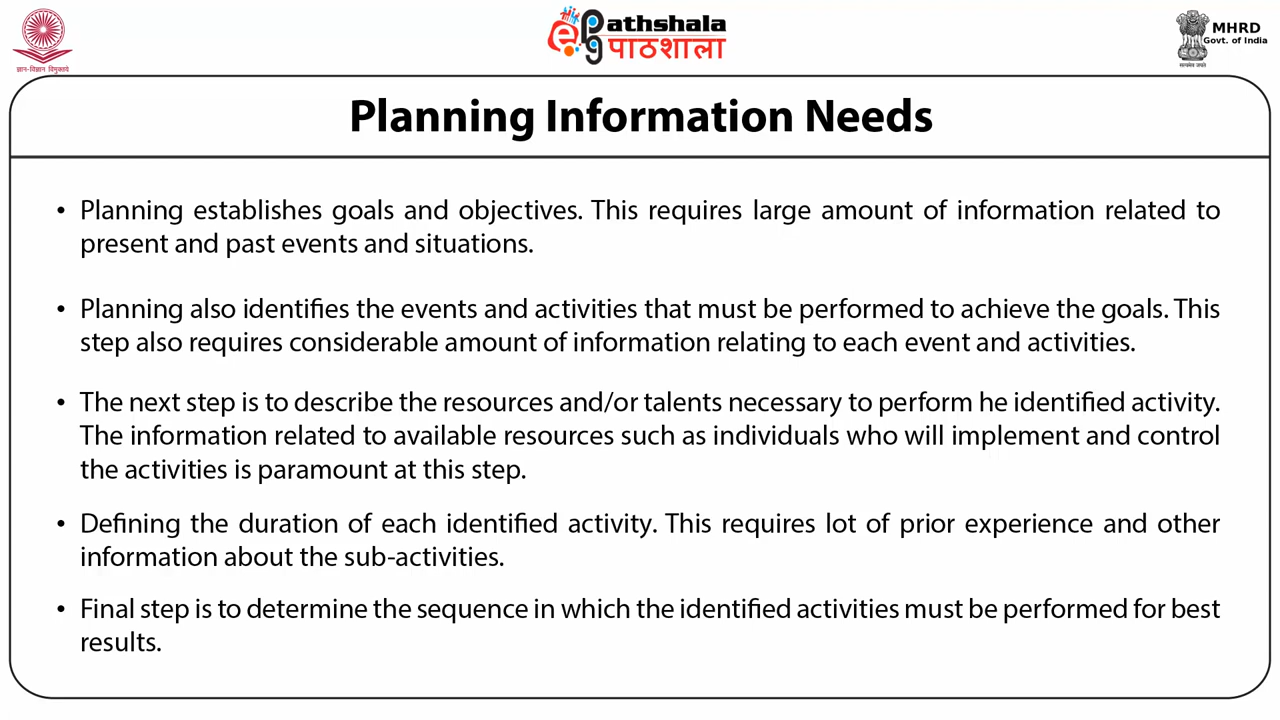 ज्ञान-विज्ञान विमुक्तये
epg Pathshala
पाठशाला
सत्यमेव जयते
MHRD
Govt. of India
Planning Information Needs
• Planning establishes goals and objectives. This requires large amount of information related to
present and past events and situations.
• Planning also identifies the events and activities that must be performed to achieve the goals. This
step also requires considerable amount of information relating to each event and activities.
• The next step is to describe the resources and/or talents necessary to perform he identified activity.
The information related to available resources such as individuals who will implement and control
the activities is paramount at this step.
• Defining the duration of each identified activity. This requires lot of prior experience and other
information about the sub-activities.
• Final step is to determine the sequence in which the identified activities must be performed for best
results.